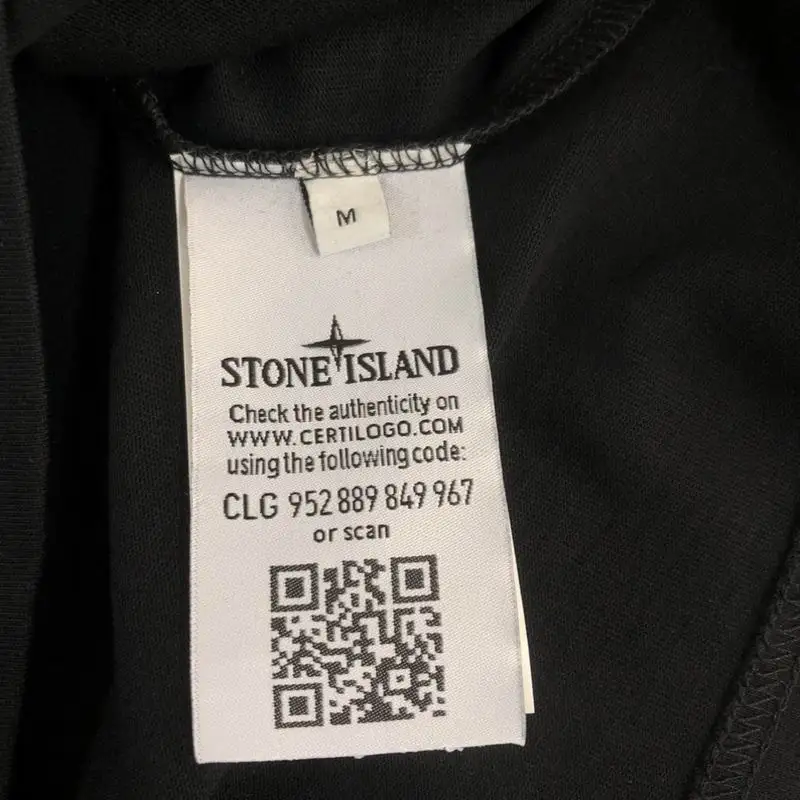 M
STONE ISLAND
Check the authenticity on
WWW.CERTILOGO.COM
using the following code:
CLG 952 889 849 967
or scan